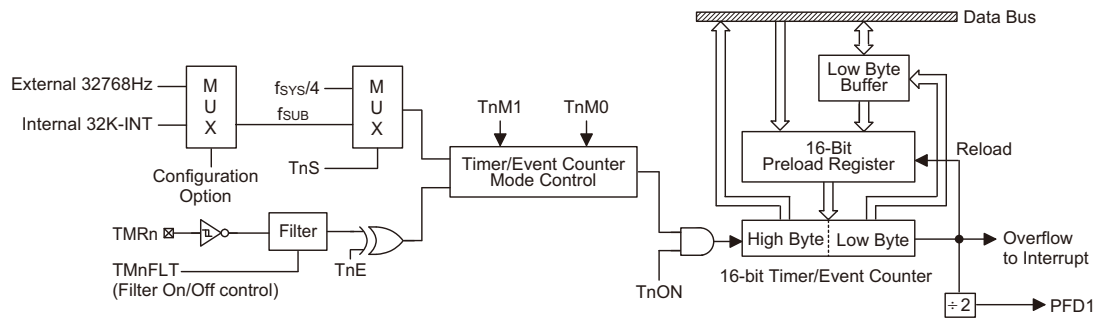 Data Bus
External 32768Hz
Internal 32K-INT
M
U
X
Configuration
Option
fSYS/4
fSUB
M
U
X
TnS
TnM1
TnM0
Timer/Event Counter
Mode Control
Low Byte
Buffer
16-Bit
Preload Register
Reload
TMRn
Filter
TMnFLT
(Filter On/Off control)
TnE
TnON
High Byte
Low Byte
16-bit Timer/Event Counter
Overflow
to Interrupt
÷2
PFD1